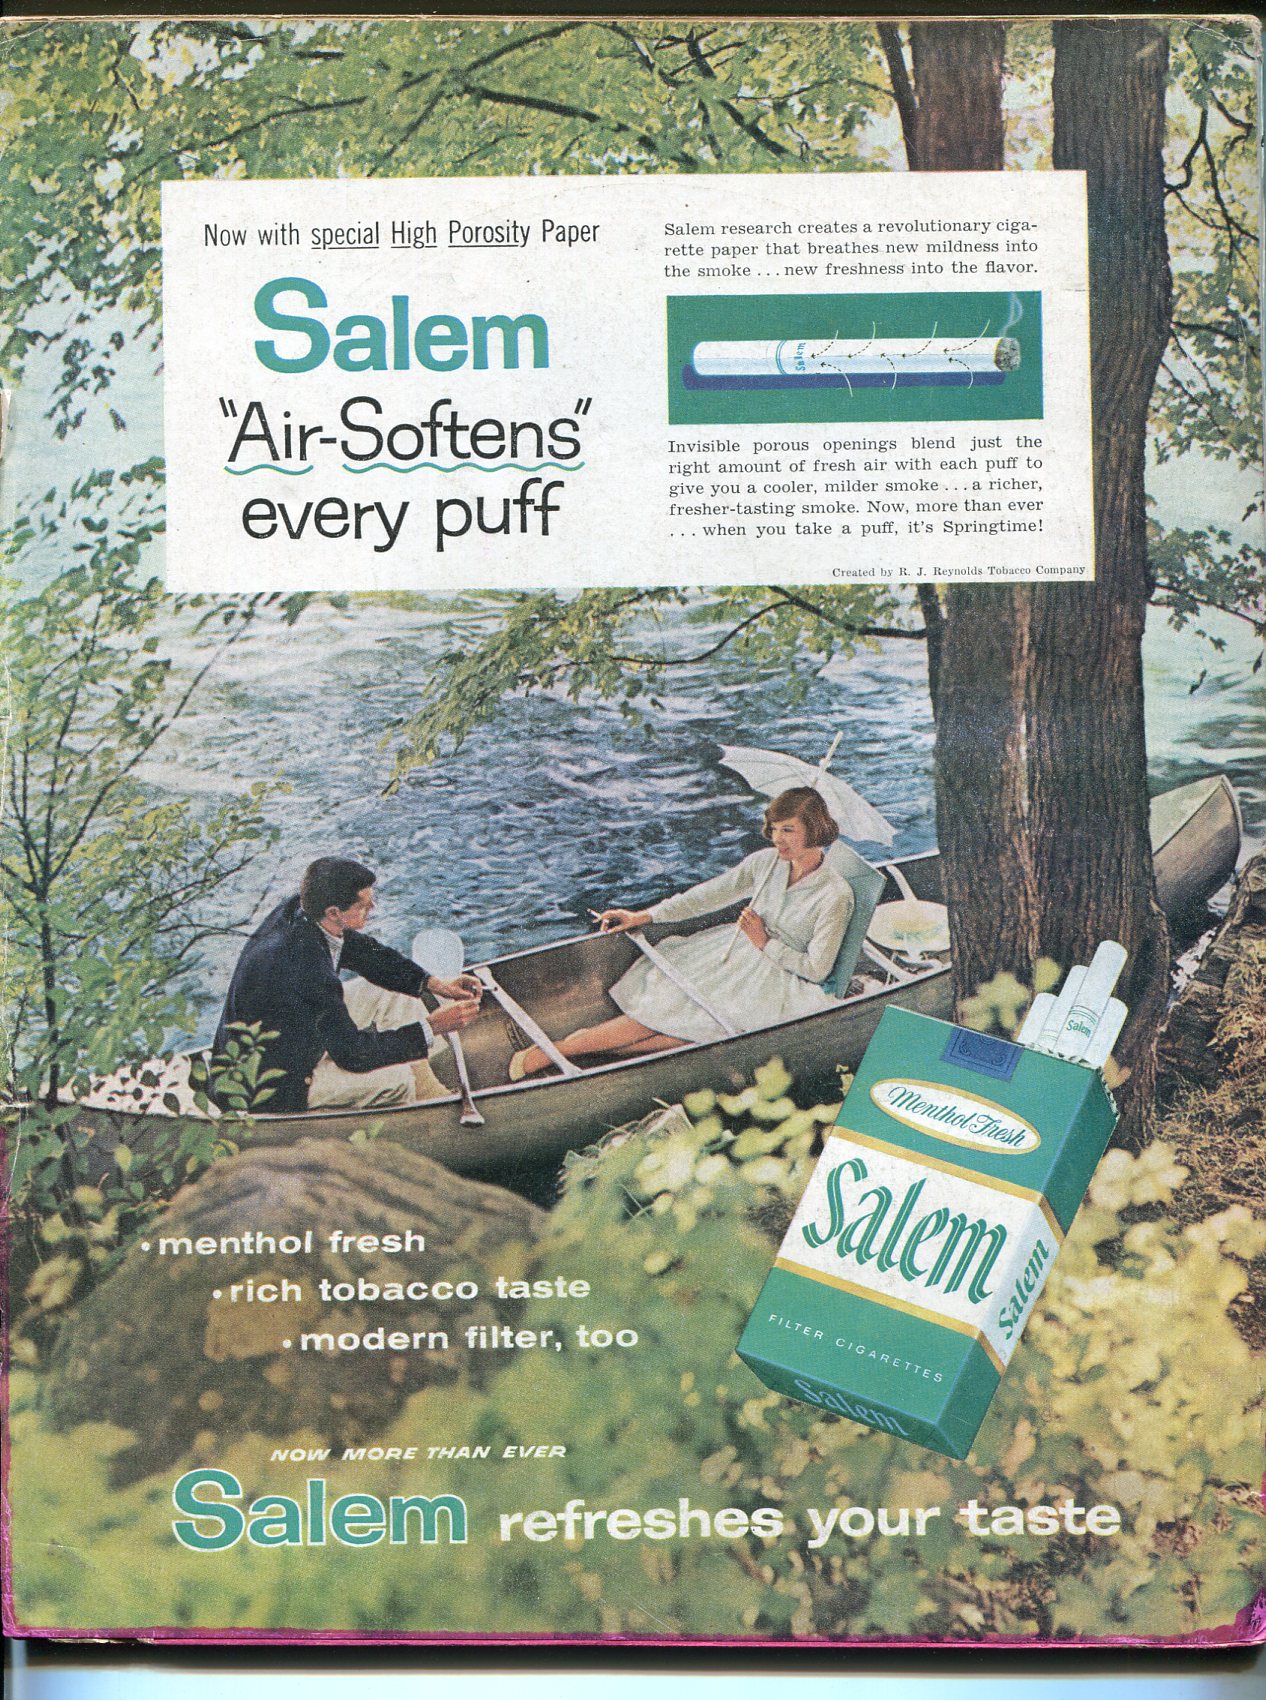 Now with special High Porosity Paper
Salem
"Air-Softens"
every puff
Salem research creates a revolutionary ciga-
rette paper that breathes new mildness into
the smoke . . . new freshness into the flavor.
Salem
Invisible porous openings blend just the
right amount of fresh air with each puff to
give you a cooler, milder smoke . . . a richer,
fresher-tasting smoke. Now, more than ever
. . . when you take a puff, it's Springtime!
Created by R. J. Reynolds Tobacco Company
Salem
Menthol Fresh
Salem
Salem
FILTER CIGARETTES
Salem
• menthol fresh
• rich tobacco taste
• modern filter, too
NOW MORE THAN EVER
Salem refreshes your taste